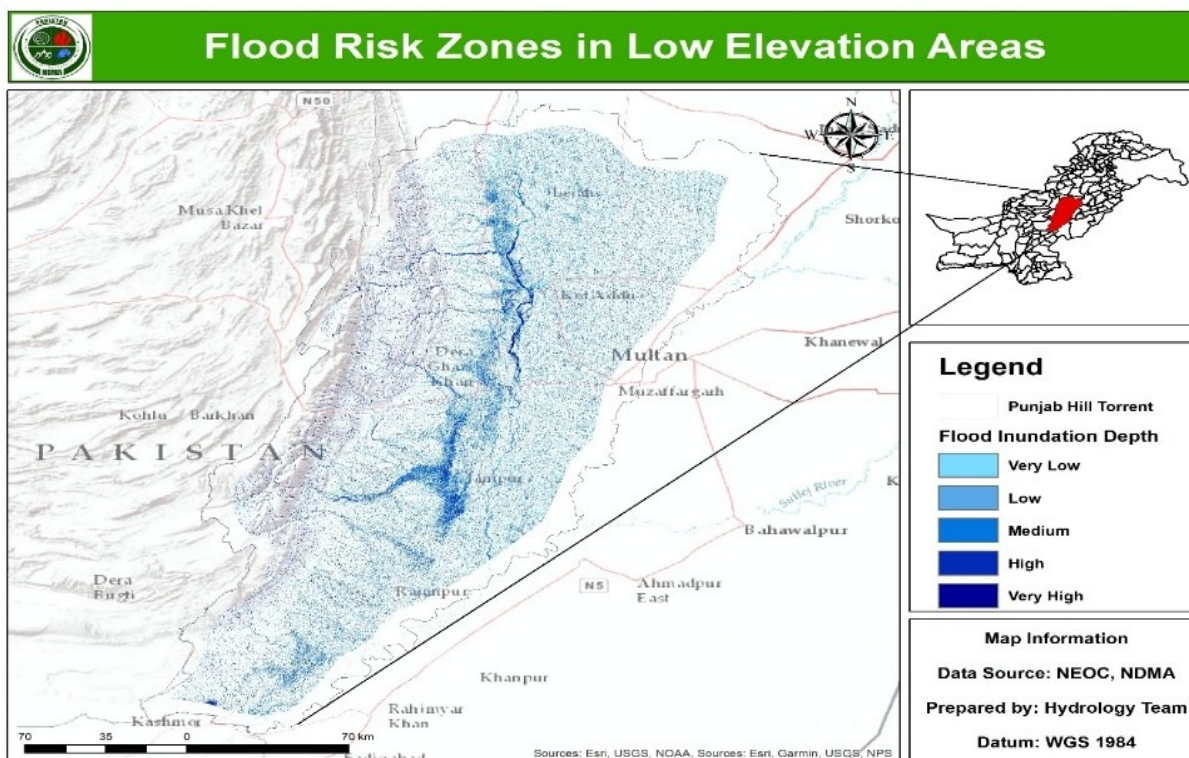 PAKISTAN
NDMA
Flood Risk Zones in Low Elevation Areas
N50
N
W
E
S
Musa Khel
Bazar
Shorko
Kot Addu
Khanewal
Dera
Ghazi
Khan
Multan
Muzaffargarh
Kohlu
Barkhan
PAKISTAN
Jampur
Sutlej River
Bahawalpur
Dera
Bugti
Rajanpur
N5
Ahmadpur
East
Khanpur
Kashmor
Rahimyar
Khan
70
35
0
70 km
Sources: Esri, USGS, NOAA, Sources: Esri, Garmin, USGS, NPS
Legend
Punjab Hill Torrent
Flood Inundation Depth
Very Low
Low
Medium
High
Very High
Map Information
Data Source: NEOC, NDMA
Prepared by: Hydrology Team
Datum: WGS 1984